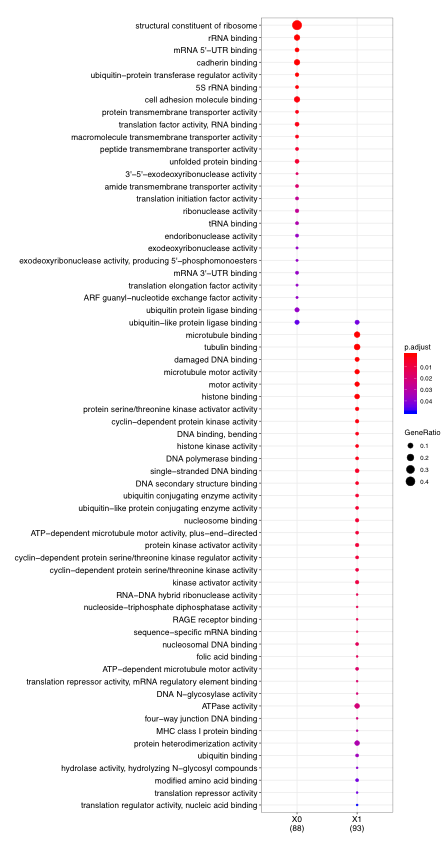 structural constituent of ribosome
rRNA binding
mRNA 5'−UTR binding
cadherin binding
ubiquitin−protein transferase regulator activity
5S rRNA binding
cell adhesion molecule binding
protein transmembrane transporter activity
translation factor activity, RNA binding
macromolecule transmembrane transporter activity
peptide transmembrane transporter activity
unfolded protein binding
3'−5'−exodeoxyribonuclease activity
amide transmembrane transporter activity
translation initiation factor activity
ribonuclease activity
tRNA binding
endoribonuclease activity
exodeoxyribonuclease activity
exodeoxyribonuclease activity, producing 5'−phosphomonoesters
mRNA 3'−UTR binding
translation elongation factor activity
ARF guanyl−nucleotide exchange factor activity
ubiquitin protein ligase binding
ubiquitin−like protein ligase binding
microtubule binding
tubulin binding
damaged DNA binding
microtubule motor activity
motor activity
histone binding
protein serine/threonine kinase activator activity
cyclin−dependent protein kinase activity
DNA binding, bending
histone kinase activity
DNA polymerase binding
single−stranded DNA binding
DNA secondary structure binding
ubiquitin conjugating enzyme activity
ubiquitin−like protein conjugating enzyme activity
nucleosome binding
ATP−dependent microtubule motor activity, plus−end−directed
protein kinase activator activity
cyclin−dependent protein serine/threonine kinase regulator activity
cyclin−dependent protein serine/threonine kinase activity
kinase activator activity
RNA−DNA hybrid ribonuclease activity
nucleoside−triphosphate diphosphatase activity
RAGE receptor binding
sequence−specific mRNA binding
nucleosomal DNA binding
folic acid binding
ATP−dependent microtubule motor activity
translation repressor activity, mRNA regulatory element binding
DNA N−glycosylase activity
ATPase activity
four−way junction DNA binding
MHC class I protein binding
protein heterodimerization activity
ubiquitin binding
hydrolase activity, hydrolyzing N−glycosyl compounds
modified amino acid binding
translation repressor activity
translation regulator activity, nucleic acid binding
X0
(88)
X1
(93)
p.adjust
0.01
0.02
0.03
0.04
GeneRatio
0.1
0.2
0.3
0.4